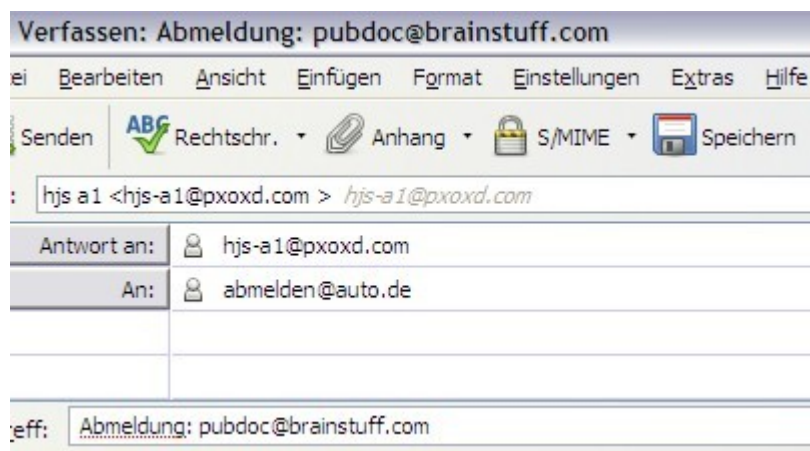 Verfassen: Abmeldung: pubdoc@brainstuff.com
ei Bearbeiten Ansicht Einfügen Format Einstellungen Extras Hilfe
Senden ABC Rechtschr. Anhang S/MIME Speichern
: hjs a1 <hjs-a1@pxoxd.com > hjs-a1@pxoxd.com
Antwort an: hjs-a1@pxoxd.com
An: abmelden@auto.de
eff: Abmeldung: pubdoc@brainstuff.com